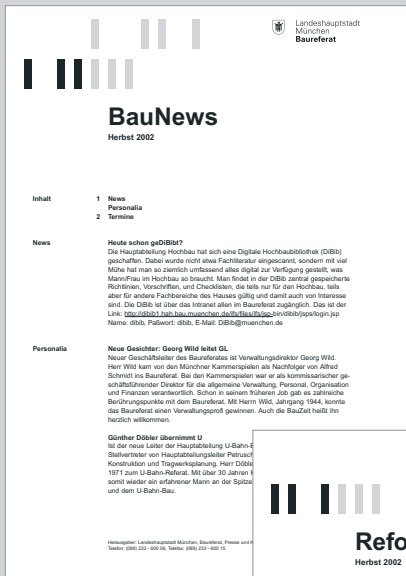 Landeshauptstadt
München
Baureferat
BauNews
Herbst 2002
Inhalt 1 News
Personalia
2 Termine
News Heute schon geDiBibt?
Die Hauptabteilung Hochbau hat sich eine Digitale Hochbaubibliothek (DiBib)
geschaffen. Dabei wurde nicht etwa Fachliteratur eingescannt, sondern mit viel
Mühe hat man so ziemlich umfassend alles digital zur Verfügung gestellt, was
Mann/Frau im Hochbau so braucht. Man findet in der DiBib zentral gespeicherte
Richtlinien, Vorschriften, und Checklisten, die teils nur für den Hochbau, teils
aber für andere Fachbereiche des Hauses gültig und damit auch von Interesse
sind. Die DiBib ist über das Intranet allen im Baureferat zugänglich. Das ist der
Link: http://dibib1.hah.bau.muenchen.de/ifs/files/ifs/jsp-bin/dibib/jsps/login.jsp
Name: dibib, Paßwort: dibib, E-Mail: DiBib@muenchen.de
Personalia Neue Gesichter: Georg Wild leitet GL
Neuer Geschäftsleiter des Baureferates ist Verwaltungsdirektor Georg Wild.
Herr Wild kam von den Münchner Kammerspielen als Nachfolger von Alfred
Schmidt ins Baureferat. Bei den Kammerspielen war er als kommissarischer ge-
schäftsführender Direktor für die allgemeine Verwaltung, Personal, Organisation
und Finanzen verantwortlich. Schon in seinem früheren Job gab es zahlreiche
Berührungspunkte mit dem Baureferat. Mit Herrn Wild, Jahrgang 1944, konnte
das Baureferat einen Verwaltungsprofi gewinnen. Auch die BauZeit heißt ihn
herzlich willkommen.
Günther Döbler übernimmt U
Ist der neue Leiter der Hauptabteilung U-Bahn-B
Stellvertreter von Hauptabteilungsleiter Petrusch
Konstruktion und Tragwerksplanung. Herr Döble
1971 zum U-Bahn-Referat. Mit über 30 Jahren
somit wieder ein erfahrener Mann an der Spitze
und dem U-Bahn-Bau.
Herausgeber: Landeshauptstadt München, Baureferat, Presse und
Telefon: (089) 233 - 600 09, Telefax: (089) 233 - 600 15
Refo
Herbst 2002